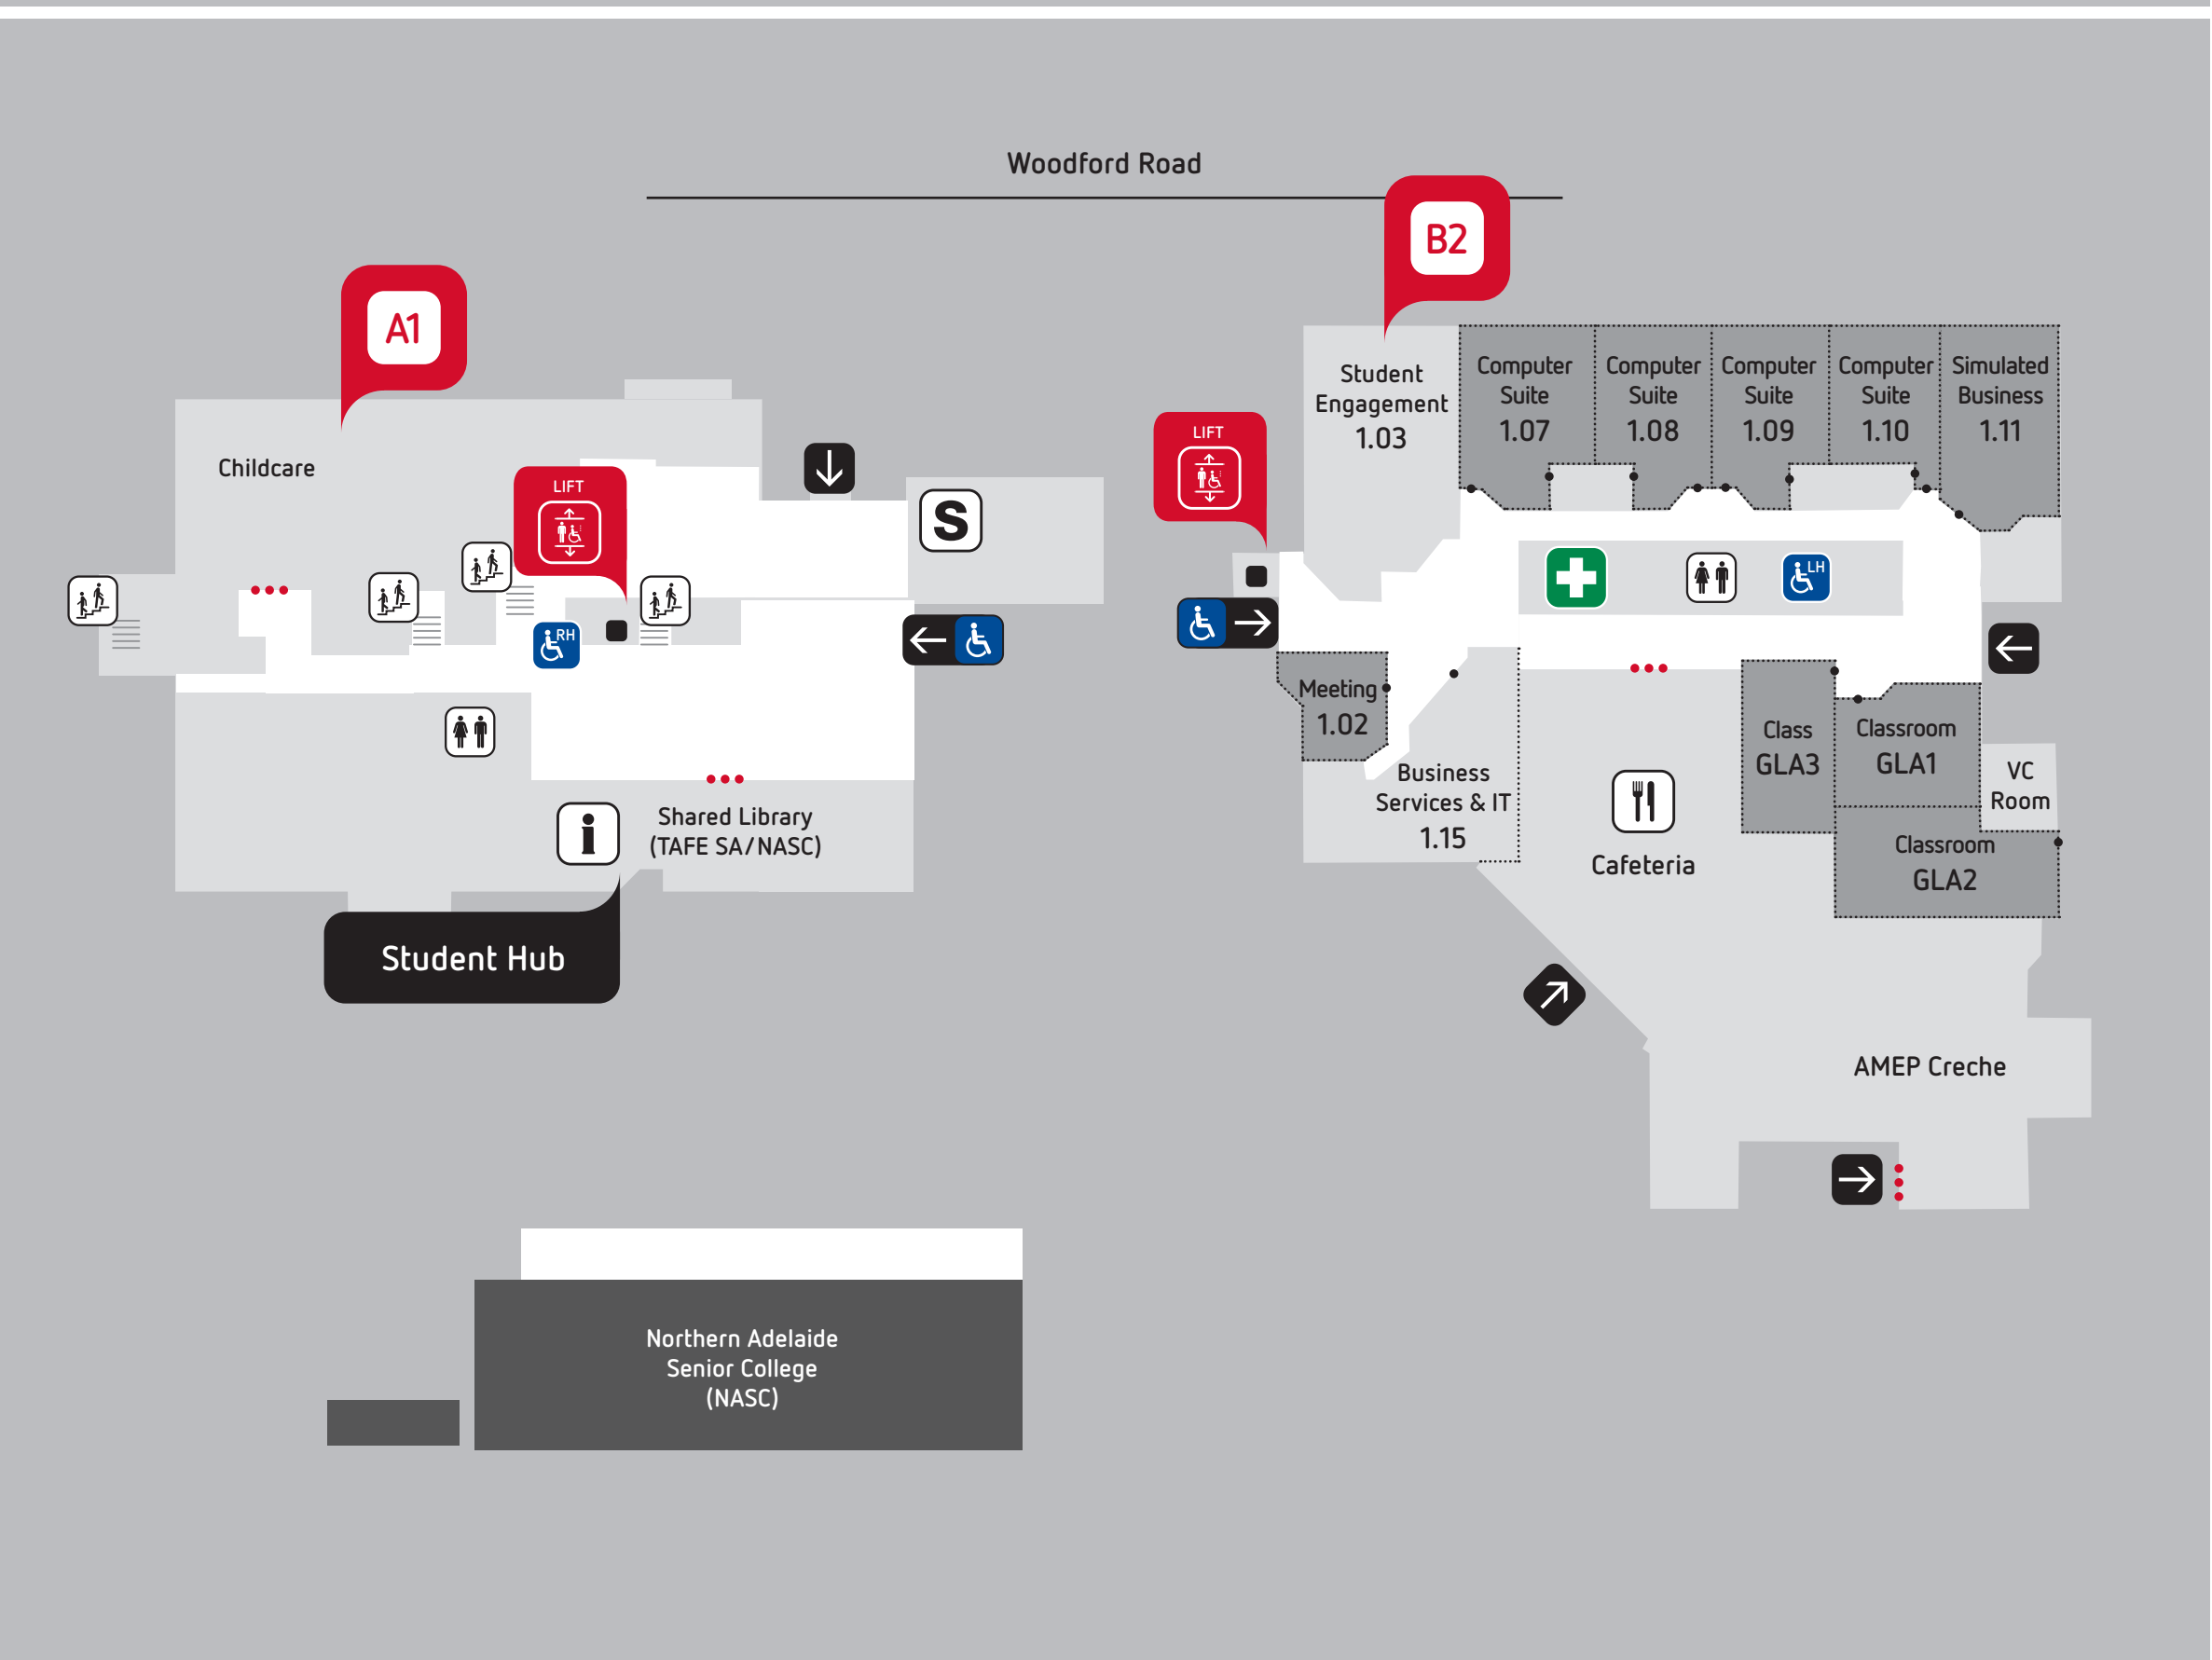 Woodford Road
A1
B2
Childcare
LIFT
S
RH
Shared Library
(TAFE SA/NASC)
i
Student Hub
LIFT
Student
Engagement
1.03
Computer
Suite
1.07
Computer
Suite
1.08
Computer
Suite
1.09
Computer
Suite
1.10
Simulated
Business
1.11
LH
Meeting
1.02
Business
Services & IT
1.15
Cafeteria
Class
GLA3
Classroom
GLA1
VC
Room
Classroom
GLA2
AMEP Creche
Northern Adelaide
Senior College
(NASC)